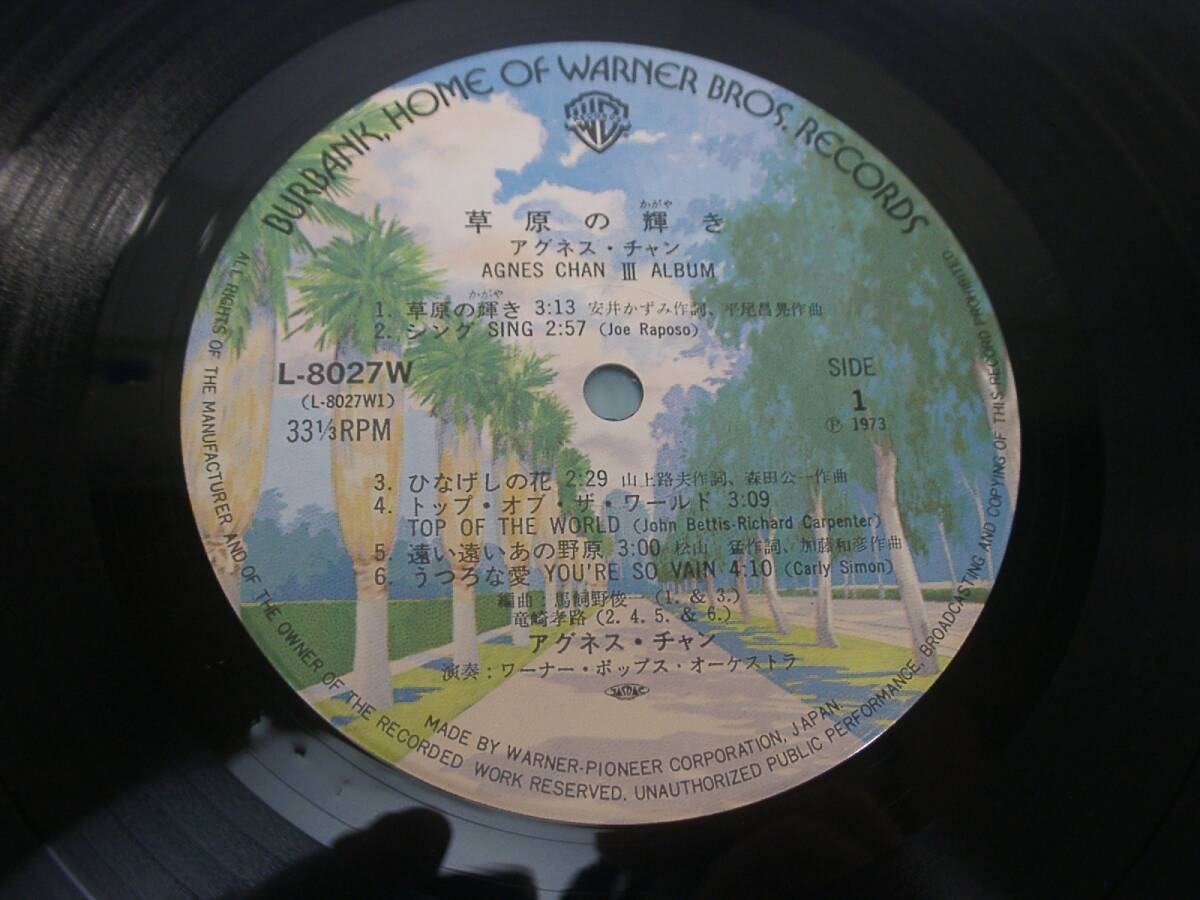 BURBANK, HOME OF WARNER BROS. RECORDS
かがや
草原の輝き
アグネス・チャン
AGNES CHAN Ⅲ ALBUM
かがや
1. 草原の輝き 3:13 安井かずみ作詞、平尾昌晃作曲
2. シング SING 2:57 (Joe Raposo)
L-8027W
(L-8027W1)
33⅓RPM
SIDE
1
℗ 1973
3. ひなげしの花 2:29 山上路夫作詞、森田公一作曲
4. トップ・オブ・ザ・ワールド 3:09
TOP OF THE WORLD (John Bettis-Richard Carpenter)
5. 遠い遠いあの野原 3:00 松山 猛作詞、加藤和彦作曲
6. うつろな愛 YOU'RE SO VAIN 4:10 (Carly Simon)
編曲：馬飼野俊一(1. & 3.)
竜崎孝路(2. 4. 5. & 6.)
アグネス・チャン
演奏：ワーナー・ポップス・オーケストラ
JASRAC
MADE BY WARNER-PIONEER CORPORATION, JAPAN
ALL RIGHTS OF THE MANUFACTURER AND OF THE OWNER OF THE RECORDED WORK RESERVED. UNAUTHORIZED PUBLIC PERFORMANCE, BROADCASTING AND COPYING OF THIS RECORD PROHIBITED.